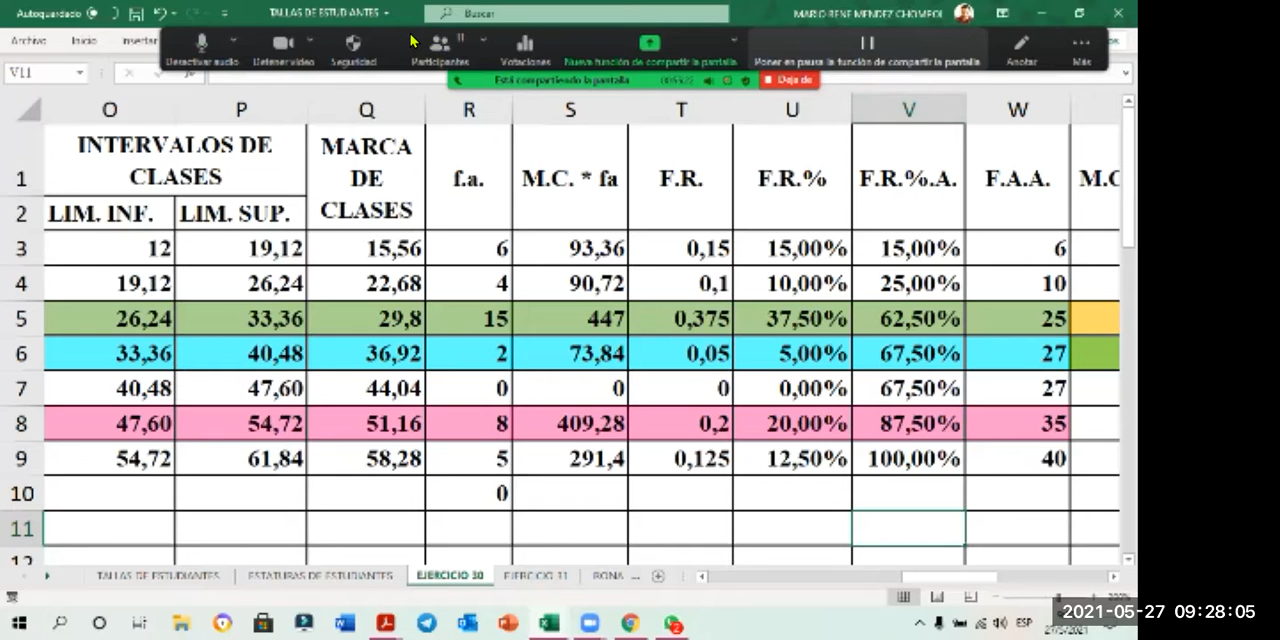 Autoguardado TALLAS DE ESTUDIANTES Buscar MARIO RENE MENDEZ CHOMPOL
Archivo Inicio Insertar Desactivar audio Detener video Seguridad Participantes 11 Votaciones Nueva función de compartir la pantalla Poner en pausa la función de compartir la pantalla Anotar Más
V11 Está compartiendo la pantalla Deja de
O P Q R S T U V W
1 INTERVALOS DE CLASES MARCA DE CLASES f.a. M.C. * fa F.R. F.R.% F.R.%.A. F.A.A. M.C
2 LIM. INF. LIM. SUP.
3 12 19,12 15,56 6 93,36 0,15 15,00% 15,00% 6
4 19,12 26,24 22,68 4 90,72 0,1 10,00% 25,00% 10
5 26,24 33,36 29,8 15 447 0,375 37,50% 62,50% 25
6 33,36 40,48 36,92 2 73,84 0,05 5,00% 67,50% 27
7 40,48 47,60 44,04 0 0 0 0,00% 67,50% 27
8 47,60 54,72 51,16 8 409,28 0,2 20,00% 87,50% 35
9 54,72 61,84 58,28 5 291,4 0,125 12,50% 100,00% 40
10 0
11
12
TALLAS DE ESTUDIANTES ESTATURAS DE ESTUDIANTES EJERCICIO 30 EJERCICIO 31 BONA ...
ESP
2021-05-27 09:28:05